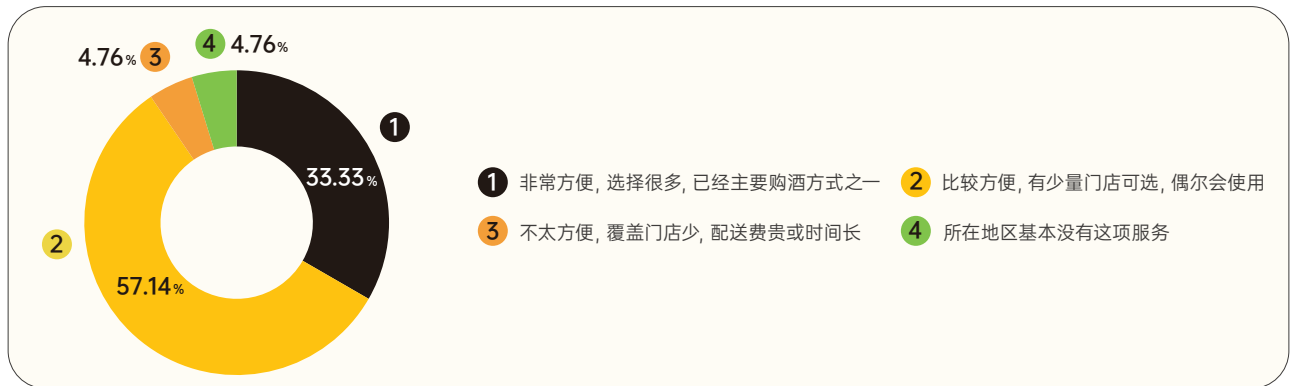 4.76% 3 4 4.76%
1
33.33%
2
57.14%
1 非常方便, 选择很多, 已经主要购酒方式之一
2 比较方便, 有少量门店可选, 偶尔会使用
3 不太方便, 覆盖门店少, 配送费贵或时间长
4 所在地区基本没有这项服务